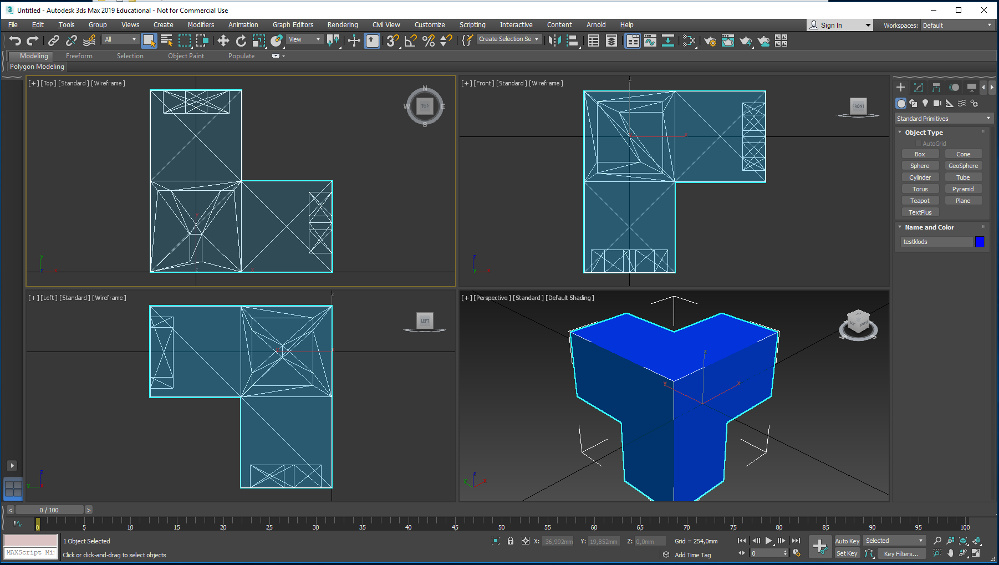 Untitled - Autodesk 3ds Max 2019 Educational - Not for Commercial Use
File Edit Tools Group Views Create Modifiers Animation Graph Editors Rendering Civil View Customize Scripting Interactive Content Arnold Help Sign In Workspaces: Default
All View Create Selection Se
Modeling Freeform Selection Object Paint Populate
Polygon Modeling
[+] [Top] [Standard] [Wireframe]
N
W TOP E
S
[+] [Front] [Standard] [Wireframe]
FRONT
Standard Primitives
Object Type
AutoGrid
Box Cone
Sphere GeoSphere
Cylinder Tube
Torus Pyramid
Teapot Plane
TextPlus
Name and Color
testklods
[+] [Left] [Standard] [Wireframe]
LEFT
[+] [Perspective] [Standard] [Default Shading]
< 0 / 100 >
0 5 10 15 20 25 30 35 40 45 50 55 60 65 70 75 80 85 90 95 100
1 Object Selected
X: -36,992mm Y: 19,852mm Z: 0,0mm Grid = 254,0mm
Auto Key Selected
MAXScript Mi
Click or click-and-drag to select objects
Add Time Tag
0
Set Key Key Filters...